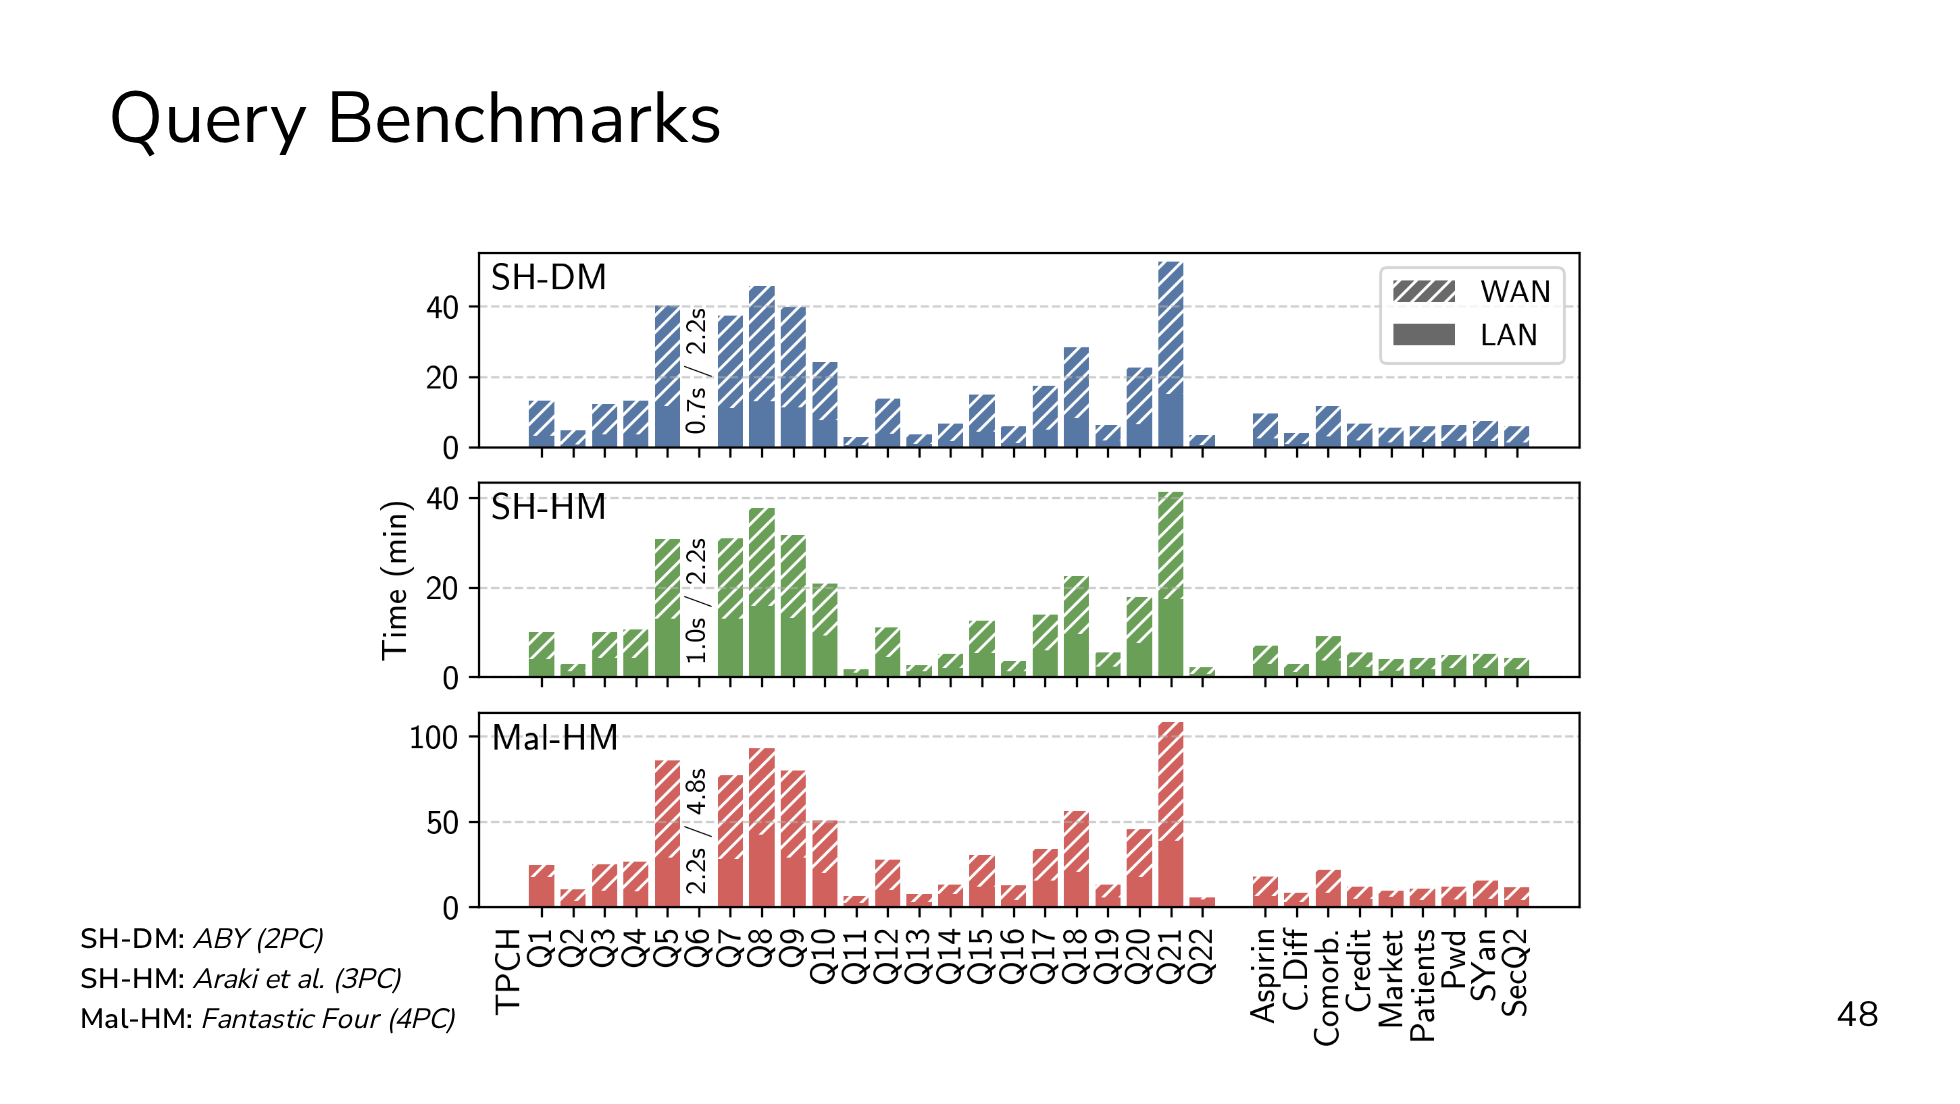 Query Benchmarks
SH-DM
WAN
LAN
40
20
0
0.7s / 2.2s
SH-HM
40
20
0
1.0s / 2.2s
Time (min)
Mal-HM
100
50
0
2.2s / 4.8s
TPCH
Q1
Q2
Q3
Q4
Q5
Q6
Q7
Q8
Q9
Q10
Q11
Q12
Q13
Q14
Q15
Q16
Q17
Q18
Q19
Q20
Q21
Q22
Aspirin
C.Diff
Comorb.
Credit
Market
Patients
Pwd
SYan
SecQ2
SH-DM: ABY (2PC)
SH-HM: Araki et al. (3PC)
Mal-HM: Fantastic Four (4PC)
48